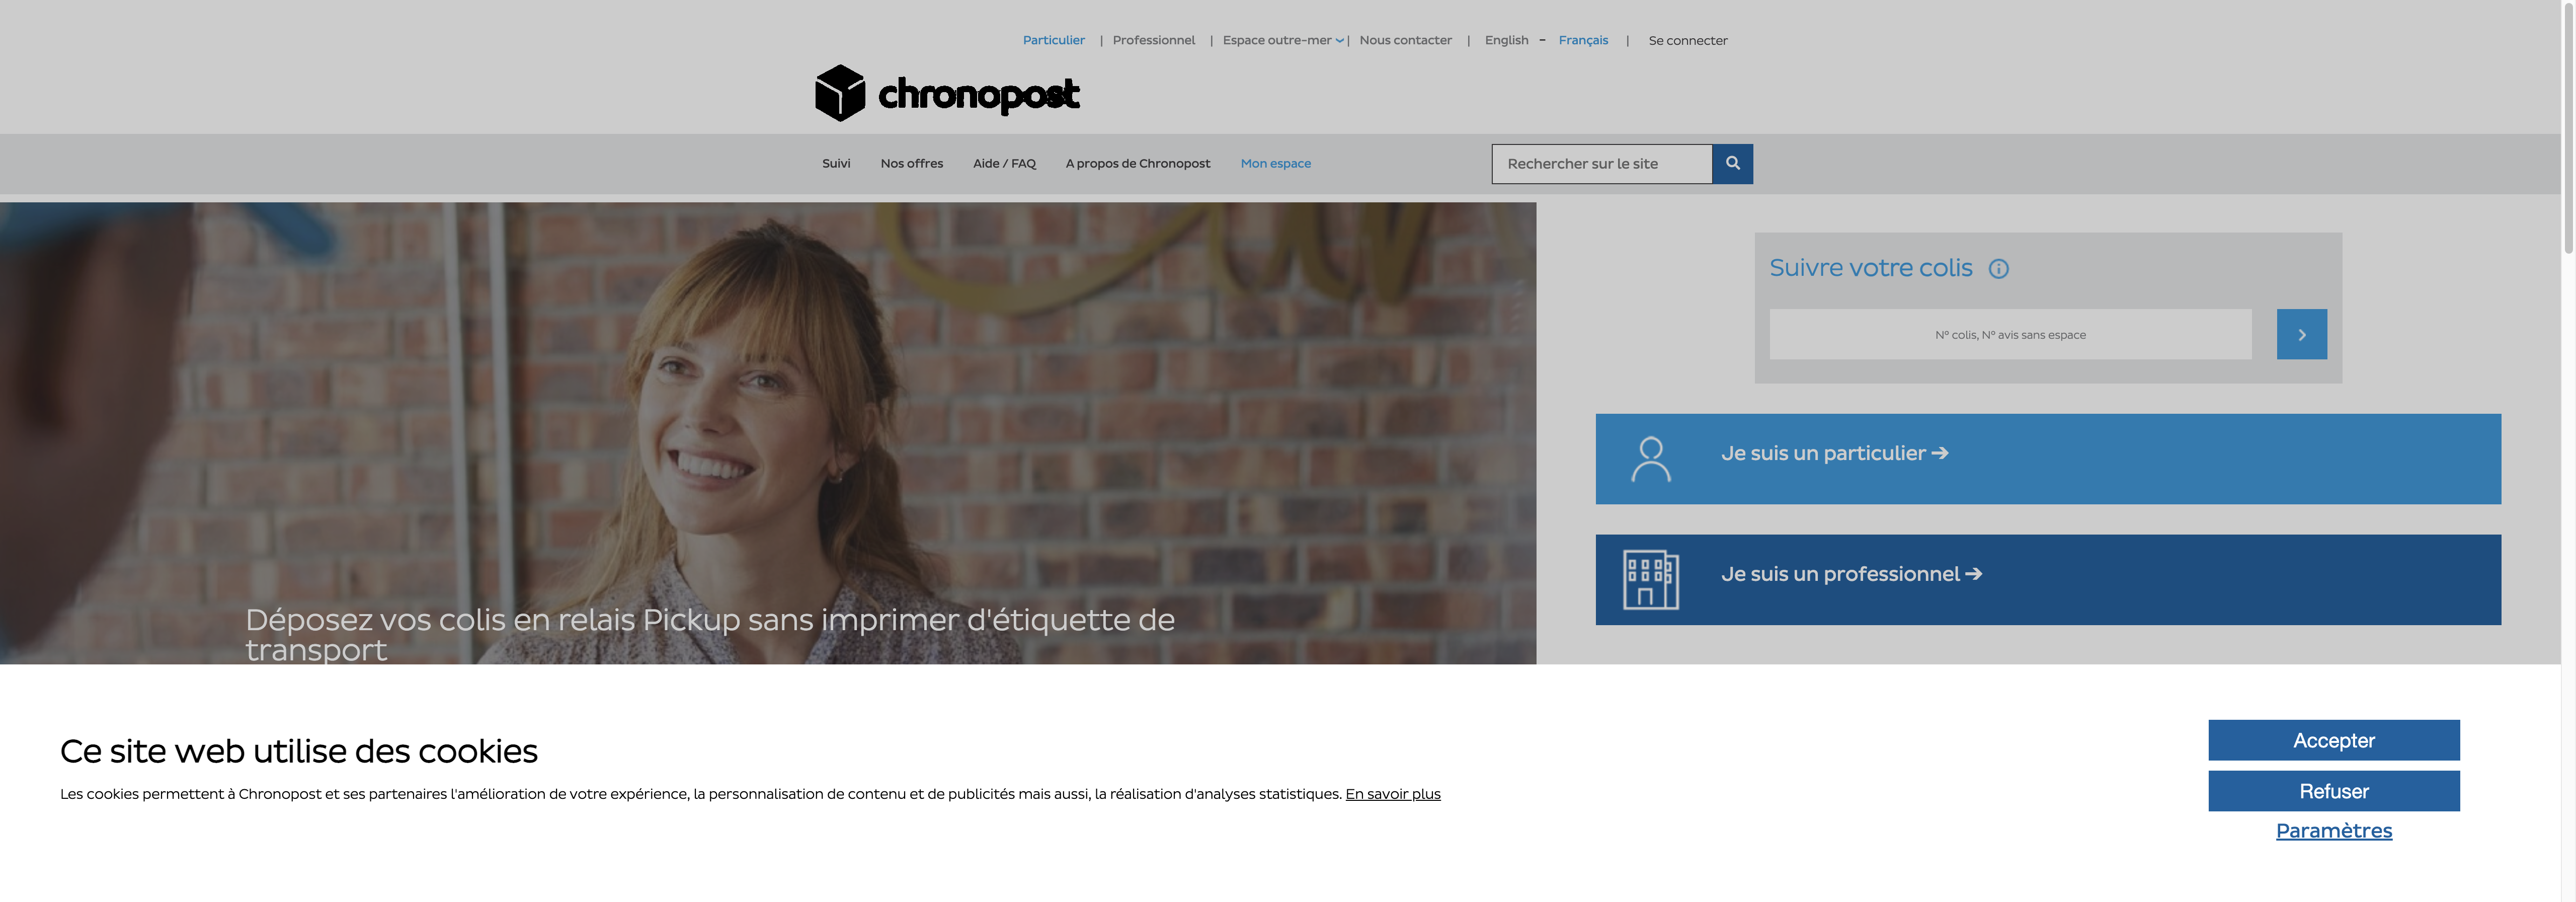 Particulier | Professionnel | Espace outre-mer | Nous contacter | English - Français | Se connecter
chronopost
Suivi Nos offres Aide / FAQ A propos de Chronopost Mon espace Rechercher sur le site
Suivre votre colis
N° colis, N° avis sans espace
Je suis un particulier
Je suis un professionnel
Déposez vos colis en relais Pickup sans imprimer d'étiquette de
transport
Ce site web utilise des cookies
Les cookies permettent à Chronopost et ses partenaires l'amélioration de votre expérience, la personnalisation de contenu et de publicités mais aussi, la réalisation d'analyses statistiques. En savoir plus
Accepter
Refuser
Paramètres